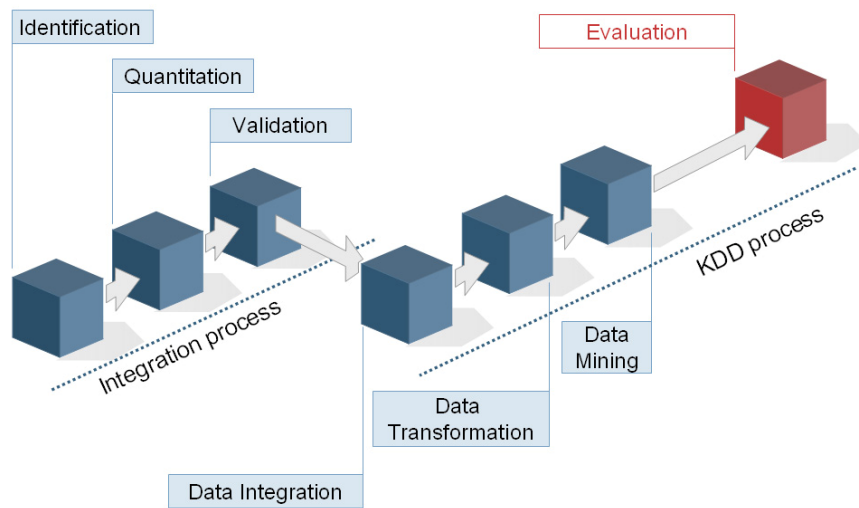 Identification
Quantitation
Validation
Evaluation
Integration process
KDD process
Data
Mining
Data
Transformation
Data Integration